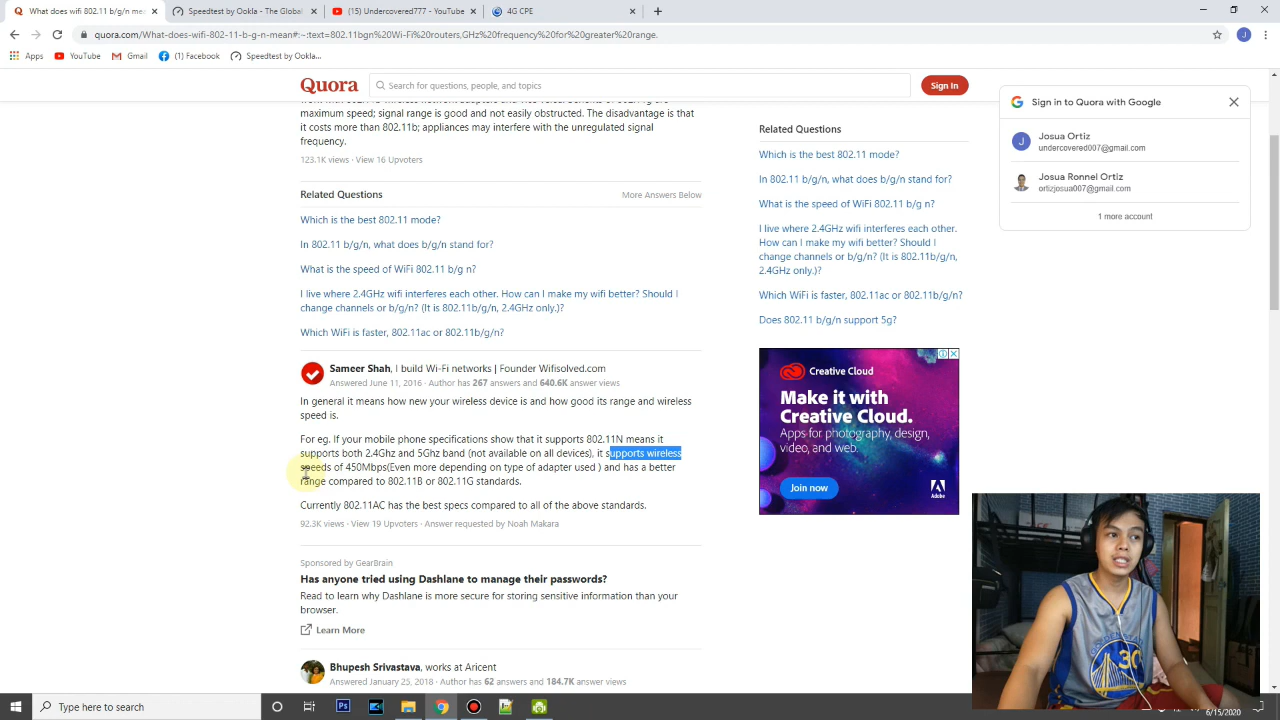 Quora What does wifi 802-11 b/g/n me
Speedtest by Ookla - The Global B
(15) UndercoveredTV - YouTube
4G CPE
quora.com/What-does-wifi-802-11-b-g-n-mean#:~:text=802.11bgn%20Wi-Fi%20routers,GHz%20frequency%20for%20greater%20range.
J
Apps
YouTube
Gmail
(1) Facebook
Speedtest by Ookla...
Quora
Search for questions, people, and topics
Sign In
maximum speed; signal range is good and not easily obstructed. The disadvantage is that
it costs more than 802.11b; appliances may interfere with the unregulated signal
frequency.
123.1K views · View 16 Upvoters
Related Questions
More Answers Below
Which is the best 802.11 mode?
In 802.11 b/g/n, what does b/g/n stand for?
What is the speed of WiFi 802.11 b/g n?
I live where 2.4GHz wifi interferes each other. How can I make my wifi better? Should I
change channels or b/g/n? (It is 802.11b/g/n, 2.4GHz only.)?
Which WiFi is faster, 802.11ac or 802.11b/g/n?
Sameer Shah, I build Wi-Fi networks | Founder Wifisolved.com
Answered June 11, 2016 · Author has 267 answers and 640.6K answer views
In general it means how new your wireless device is and how good its range and wireless
speed is.
For eg. If your mobile phone specifications show that it supports 802.11N means it
supports both 2.4Ghz and 5Ghz band (not available on all devices), it supports wireless
speeds of 450Mbps(Even more depending on type of adapter used ) and has a better
range compared to 802.11B or 802.11G standards.
Currently 802.11AC has the best specs compared to all of the above standards.
92.3K views · View 19 Upvoters · Answer requested by Noah Makara
Sponsored by GearBrain
Has anyone tried using Dashlane to manage their passwords?
Read to learn why Dashlane is more secure for storing sensitive information than your
browser.
Learn More
Bhupesh Srivastava, works at Aricent
Answered January 25, 2018 · Author has 62 answers and 184.7K answer views
Related Questions
Which is the best 802.11 mode?
In 802.11 b/g/n, what does b/g/n stand for?
What is the speed of WiFi 802.11 b/g n?
I live where 2.4GHz wifi interferes each other.
How can I make my wifi better? Should I
change channels or b/g/n? (It is 802.11b/g/n,
2.4GHz only.)?
Which WiFi is faster, 802.11ac or 802.11b/g/n?
Does 802.11 b/g/n support 5g?
Creative Cloud
Make it with
Creative Cloud.
Apps for photography, design,
video, and web.
Join now
Adobe
Sign in to Quora with Google
J
Josua Ortiz
undercovered007@gmail.com
Josua Ronnel Ortiz
ortizjosua007@gmail.com
1 more account
30
Type here to search
Ps
6/15/2020